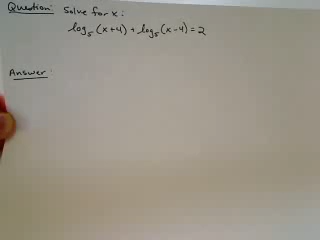 Question: Solve for x:
log₅(x+4) + log₅(x-4) = 2
Answer: